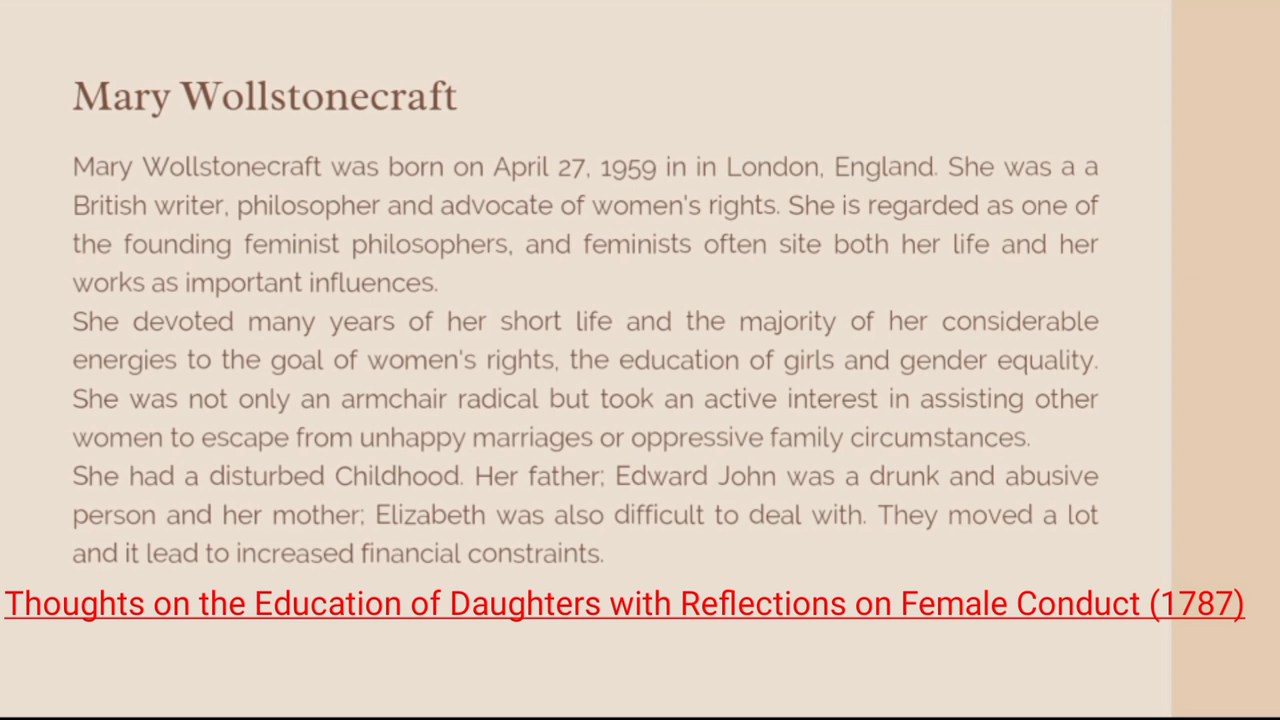 Mary Wollstonecraft
Mary Wollstonecraft was born on April 27, 1959 in in London, England. She was a a
British writer, philosopher and advocate of women's rights. She is regarded as one of
the founding feminist philosophers, and feminists often site both her life and her
works as important influences.
She devoted many years of her short life and the majority of her considerable
energies to the goal of women's rights, the education of girls and gender equality.
She was not only an armchair radical but took an active interest in assisting other
women to escape from unhappy marriages or oppressive family circumstances.
She had a disturbed Childhood. Her father; Edward John was a drunk and abusive
person and her mother; Elizabeth was also difficult to deal with. They moved a lot
and it lead to increased financial constraints.
Thoughts on the Education of Daughters with Reflections on Female Conduct (1787)